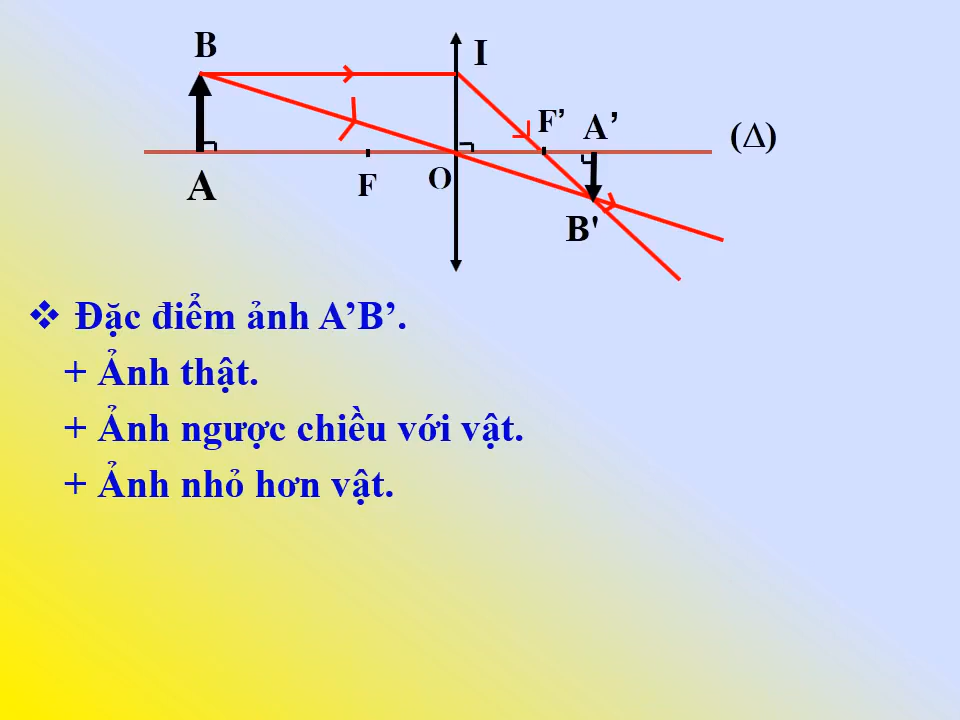 B
I
F’
A’
(∆)
A
F
O
B'
❖ Đặc điểm ảnh A’B’.
+ Ảnh thật.
+ Ảnh ngược chiều với vật.
+ Ảnh nhỏ hơn vật.